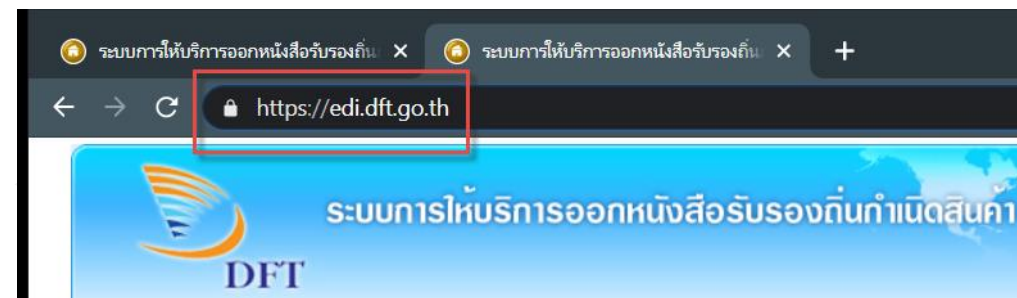 ระบบการให้บริการออกหนังสือรับรองถิ่น ระบบการให้บริการออกหนังสือรับรองถิ่น
https://edi.dft.go.th
ระบบการให้บริการออกหนังสือรับรองถิ่นกำเนิดสินค้า
DFT